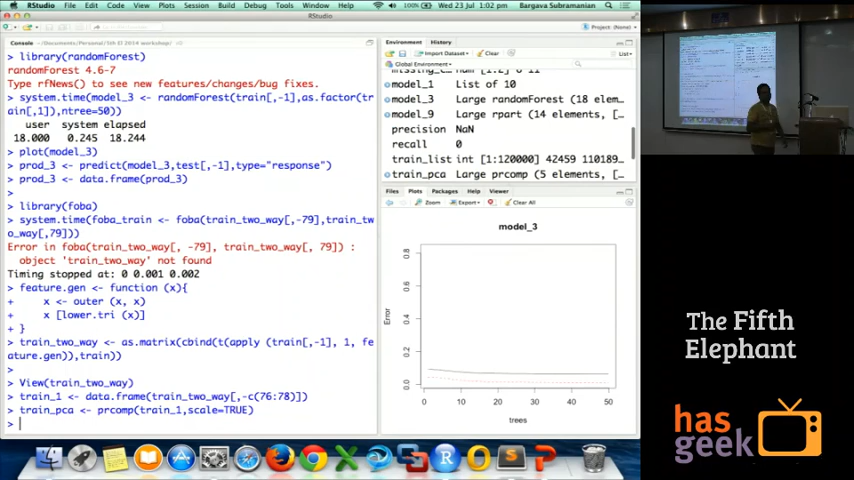 RStudio File Edit Code View Plots Session Build Debug Tools Window Help 100% Wed 23 Jul 1:02 pm Bargava Subramanian
RStudio
Project: (None)
Console ~/Documents/Personal/5th El 2014 workshop/
> library(randomForest)
randomForest 4.6-7
Type rfNews() to see new features/changes/bug fixes.
> system.time(model_3 <- randomForest(train[,-1],as.factor(t
rain[,1]),ntree=50))
user system elapsed
18.000 0.245 18.244
> plot(model_3)
> prod_3 <- predict(model_3,test[,-1],type="response")
> prod_3 <- data.frame(prod_3)
>
> library(foba)
> system.time(foba_train <- foba(train_two_way[,-79],train_tw
o_way[,79]))
Error in foba(train_two_way[, -79], train_two_way[, 79]) :
object 'train_two_way' not found
Timing stopped at: 0 0.001 0.002
> feature.gen <- function (x){
+ x <- outer (x, x)
+ x [lower.tri (x)]
+ }
> train_two_way <- as.matrix(cbind(t(apply (train[,-1], 1, fe
ature.gen)),train))
>
> View(train_two_way)
> train_1 <- data.frame(train_two_way[,-c(76:78)])
> train_pca <- prcomp(train_1,scale=TRUE)
>
Environment History
Import Dataset Clear List
Global Environment
model_1 List of 10
model_3 Large randomForest (18 elem…
model_9 Large rpart (14 elements, […
precision NaN
recall 0
train_list int [1:120000] 42459 110189…
train_pca Large prcomp (5 elements, […
Files Plots Packages Help Viewer
Zoom Export Clear All
model_3
Error
0.8
0.6
0.4
0.2
0.0
0 10 20 30 40 50
trees
The Fifth
Elephant
has
geek